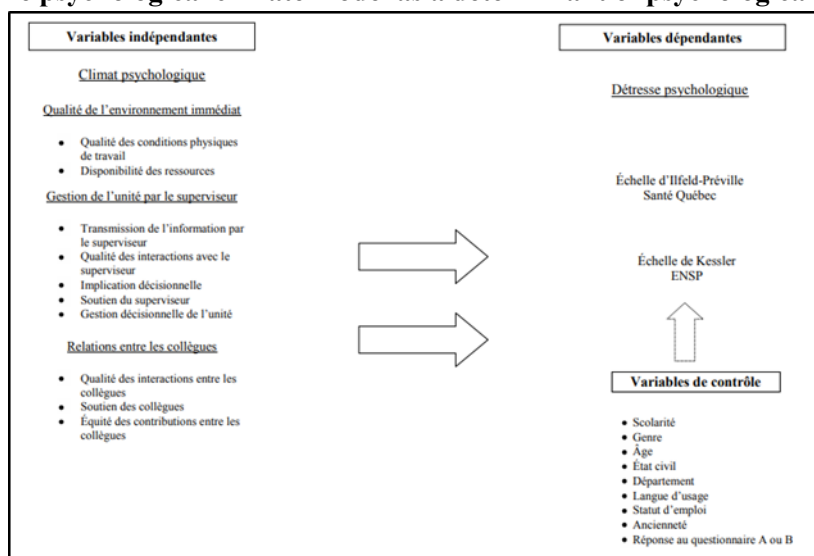 Variables indépendantes
Climat psychologique
Qualité de l'environnement immédiat
• Qualité des conditions physiques
de travail
• Disponibilité des ressources
Gestion de l'unité par le superviseur
• Transmission de l'information par
le superviseur
• Qualité des interactions avec le
superviseur
• Implication décisionnelle
• Soutien du superviseur
• Gestion décisionnelle de l'unité
Relations entre les collègues
• Qualité des interactions entre les
collègues
• Soutien des collègues
• Équité des contributions entre les
collègues
Variables dépendantes
Détresse psychologique
Échelle d'Ilfeld-Préville
Santé Québec
Échelle de Kessler
ENSP
Variables de contrôle
• Scolarité
• Genre
• Âge
• État civil
• Département
• Langue d'usage
• Statut d'emploi
• Ancienneté
• Réponse au questionnaire A ou B